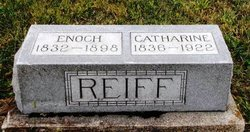 ENOCH CATHARINE
1832-1898 1836-1922
REIFF